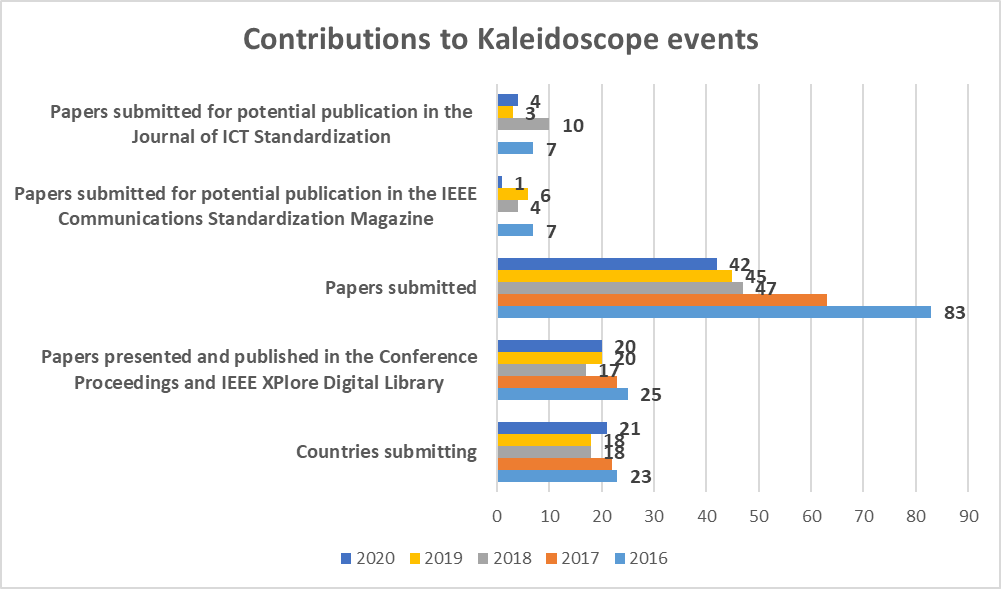 Contributions to Kaleidoscope events
Papers submitted for potential publication in the
Journal of ICT Standardization
4
3
10
7
Papers submitted for potential publication in the IEEE
Communications Standardization Magazine
1
6
4
7
Papers submitted
42
45
47
83
Papers presented and published in the Conference
Proceedings and IEEE XPlore Digital Library
20
20
17
25
Countries submitting
21
18
18
23
0 10 20 30 40 50 60 70 80 90
2020 2019 2018 2017 2016